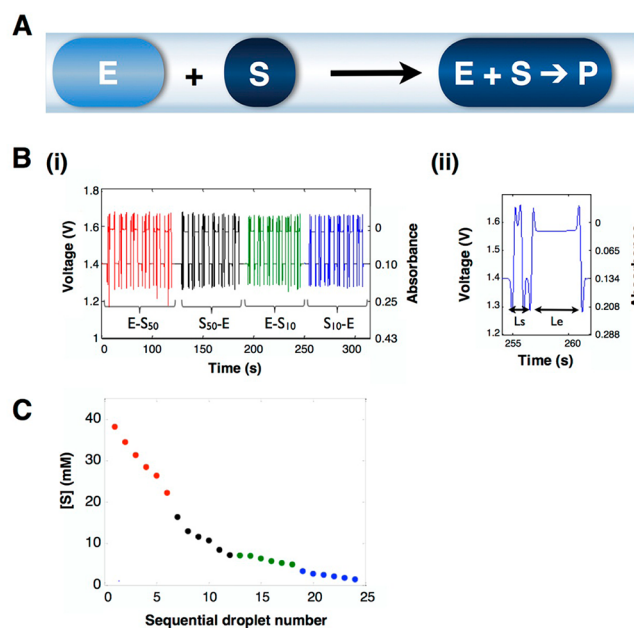 A
E + S E + S → P
B (i) (ii)
1.8
1.6
1.4
1.2
1
Voltage (V)
0
0.10
0.25
0.43
Absorbance
E-S50 S50-E E-S10 S10-E
0 50 100 150 200 250 300
Time (s)
1.6
1.5
1.4
1.3
1.2
Voltage (V)
0
0.065
0.134
0.208
0.288
Absorbance
Ls Le
255 260
Time (s)
C
40
30
20
10
0
[S] (mM)
0 5 10 15 20 25
Sequential droplet number